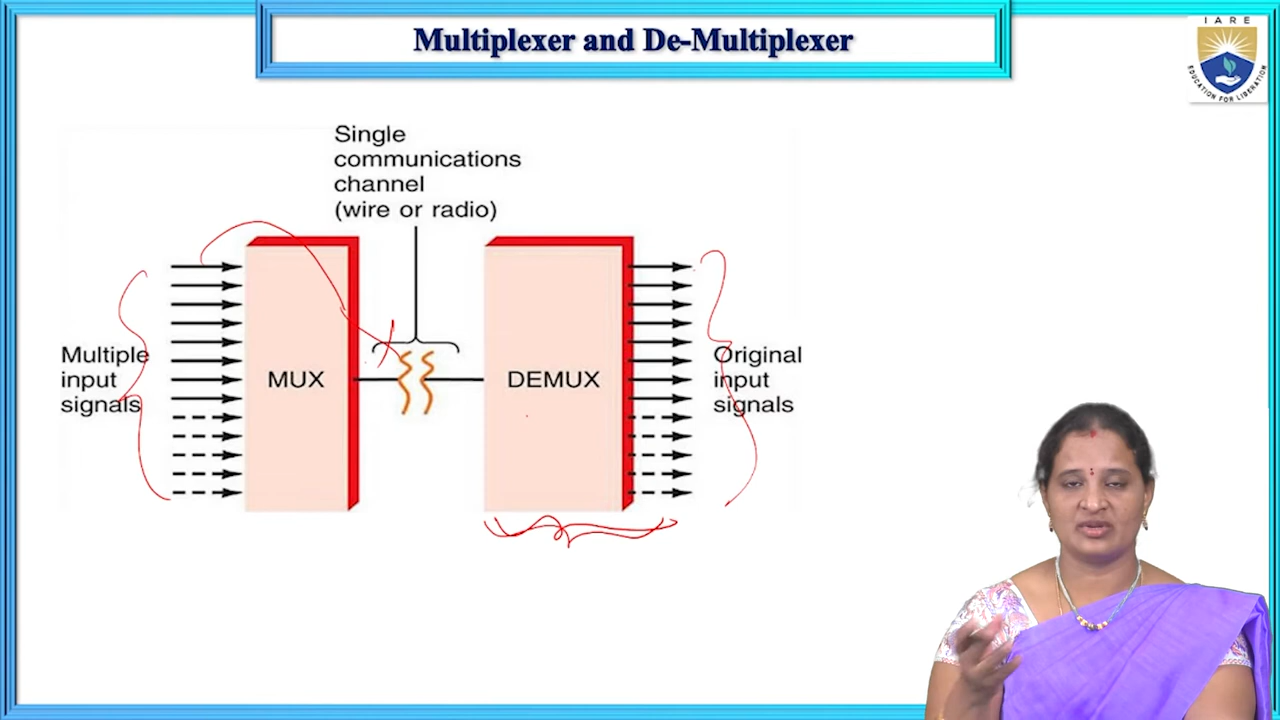 Multiplexer and De-Multiplexer
IARE
EDUCATION FOR LIBERATION
Single
communications
channel
(wire or radio)
Multiple
input
signals
MUX
DEMUX
Original
input
signals